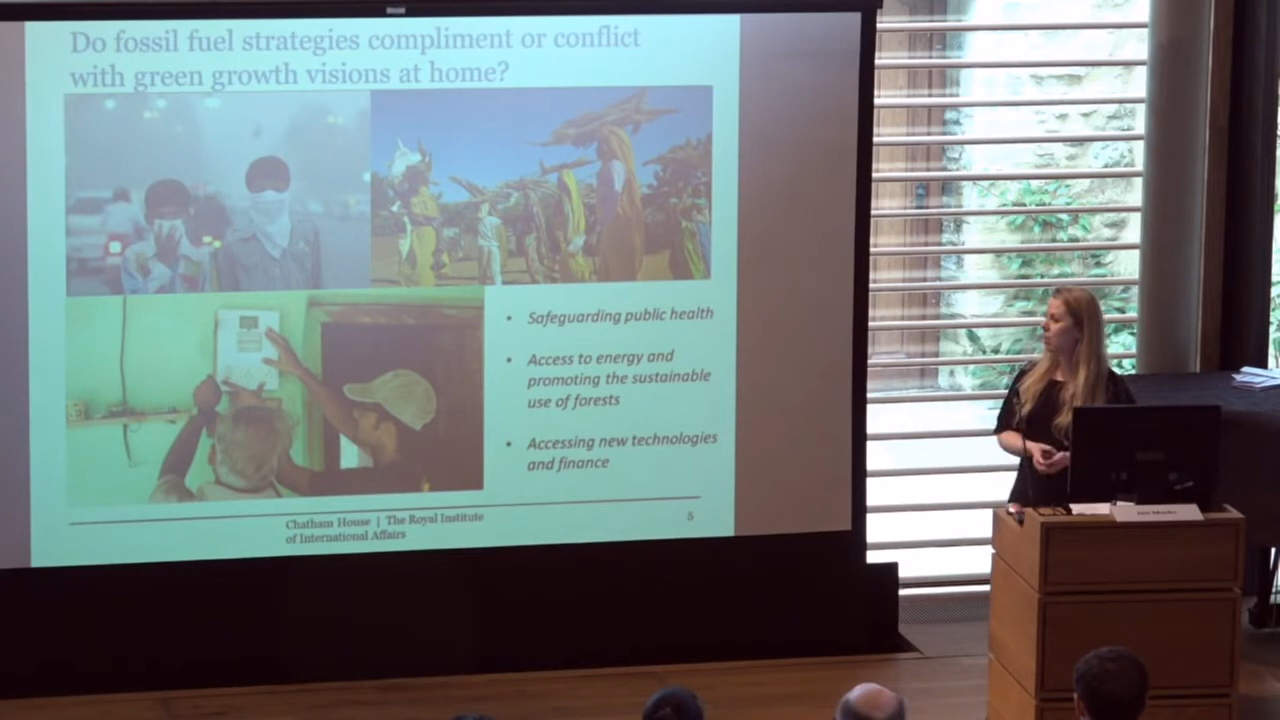 Do fossil fuel strategies compliment or conflict
with green growth visions at home?
• Safeguarding public health
• Access to energy and
promoting the sustainable
use of forests
• Accessing new technologies
and finance
Chatham House | The Royal Institute
of International Affairs
5